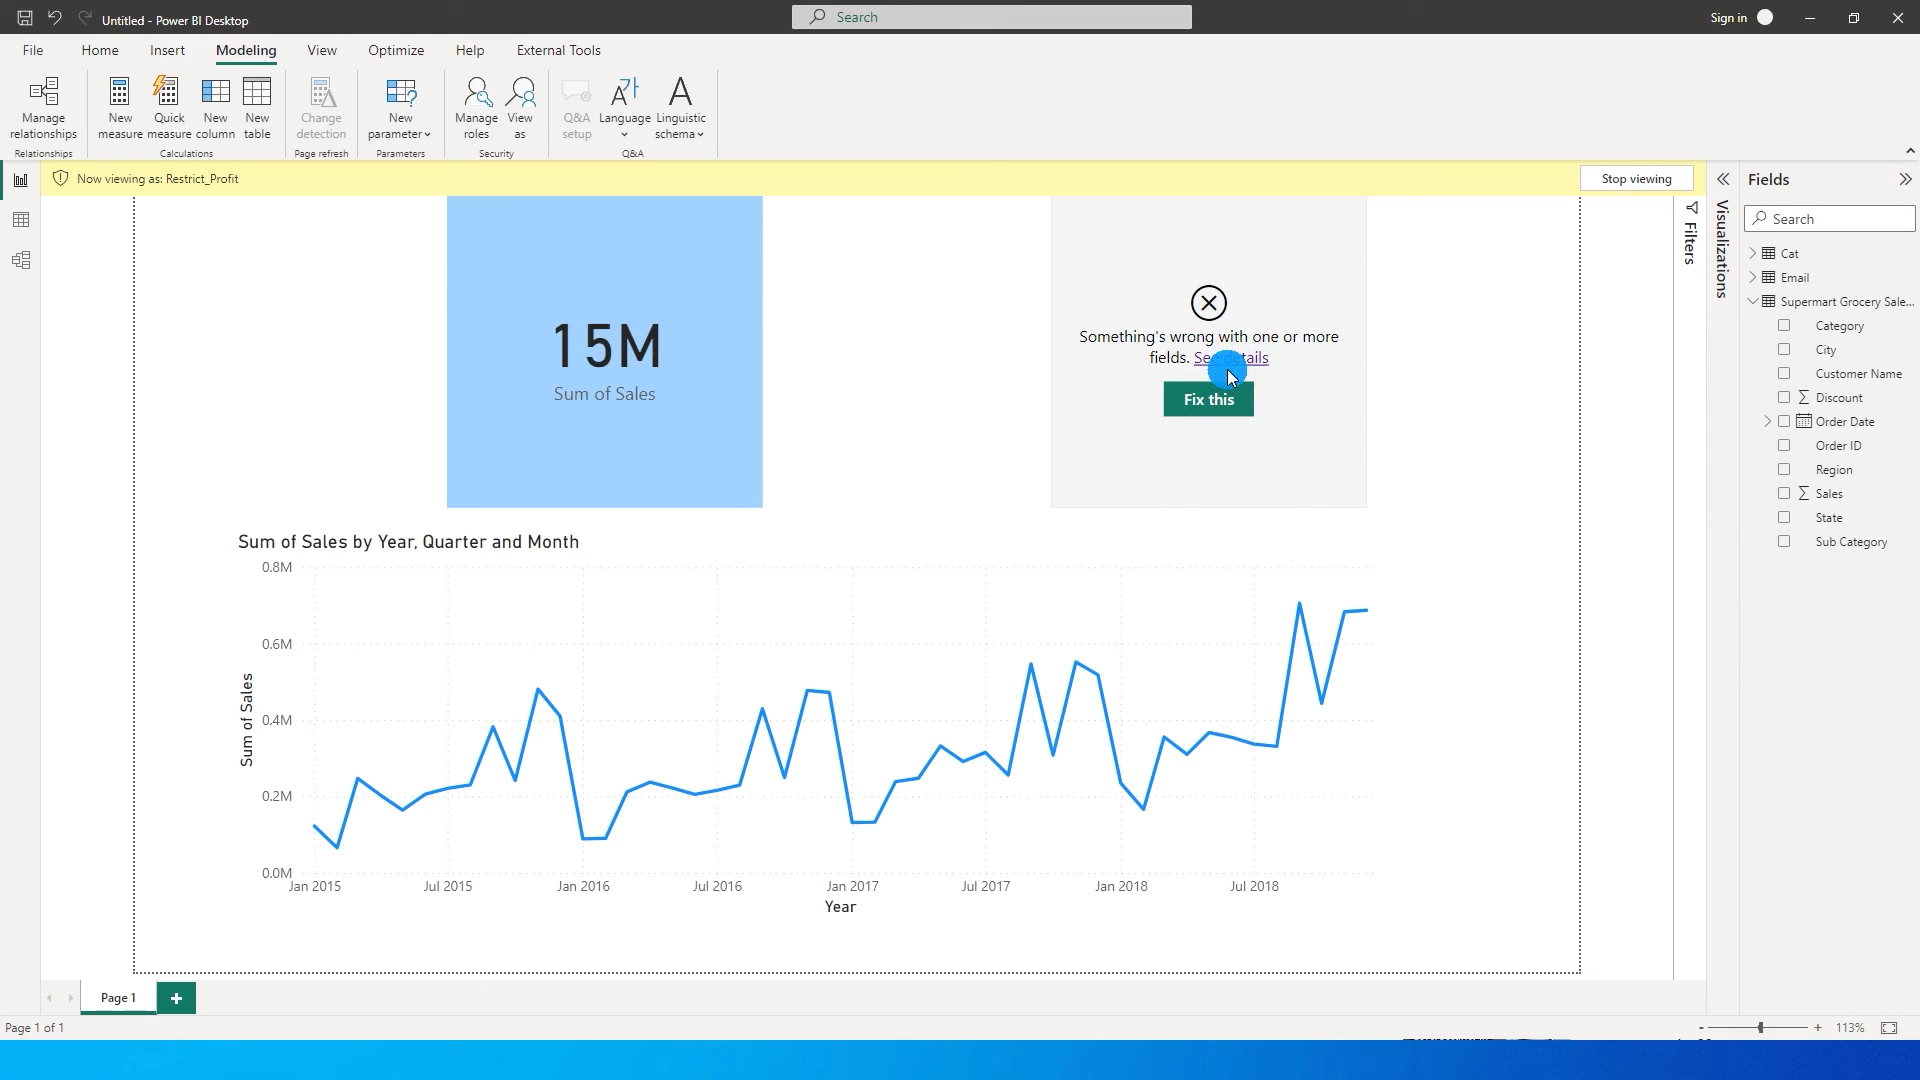 Untitled - Power BI Desktop
Search
Sign in
File
Home
Insert
Modeling
View
Optimize
Help
External Tools
Manage relationships
New measure
Quick measure
New column
New table
Change detection
New parameter
Manage roles
View as
Q&A setup
Language
Linguistic schema
Relationships
Calculations
Page refresh
Parameters
Security
Q&A
Now viewing as: Restrict_Profit
Stop viewing
15M
Sum of Sales
Something's wrong with one or more
fields. See details
Fix this
Sum of Sales by Year, Quarter and Month
0.8M
0.6M
0.4M
0.2M
0.0M
Sum of Sales
Jan 2015
Jul 2015
Jan 2016
Jul 2016
Jan 2017
Jul 2017
Jan 2018
Jul 2018
Year
Filters
Visualizations
Fields
Search
Cat
Email
Supermart Grocery Sale...
Category
City
Customer Name
Discount
Order Date
Order ID
Region
Sales
State
Sub Category
Page 1
Page 1 of 1
- + 113%